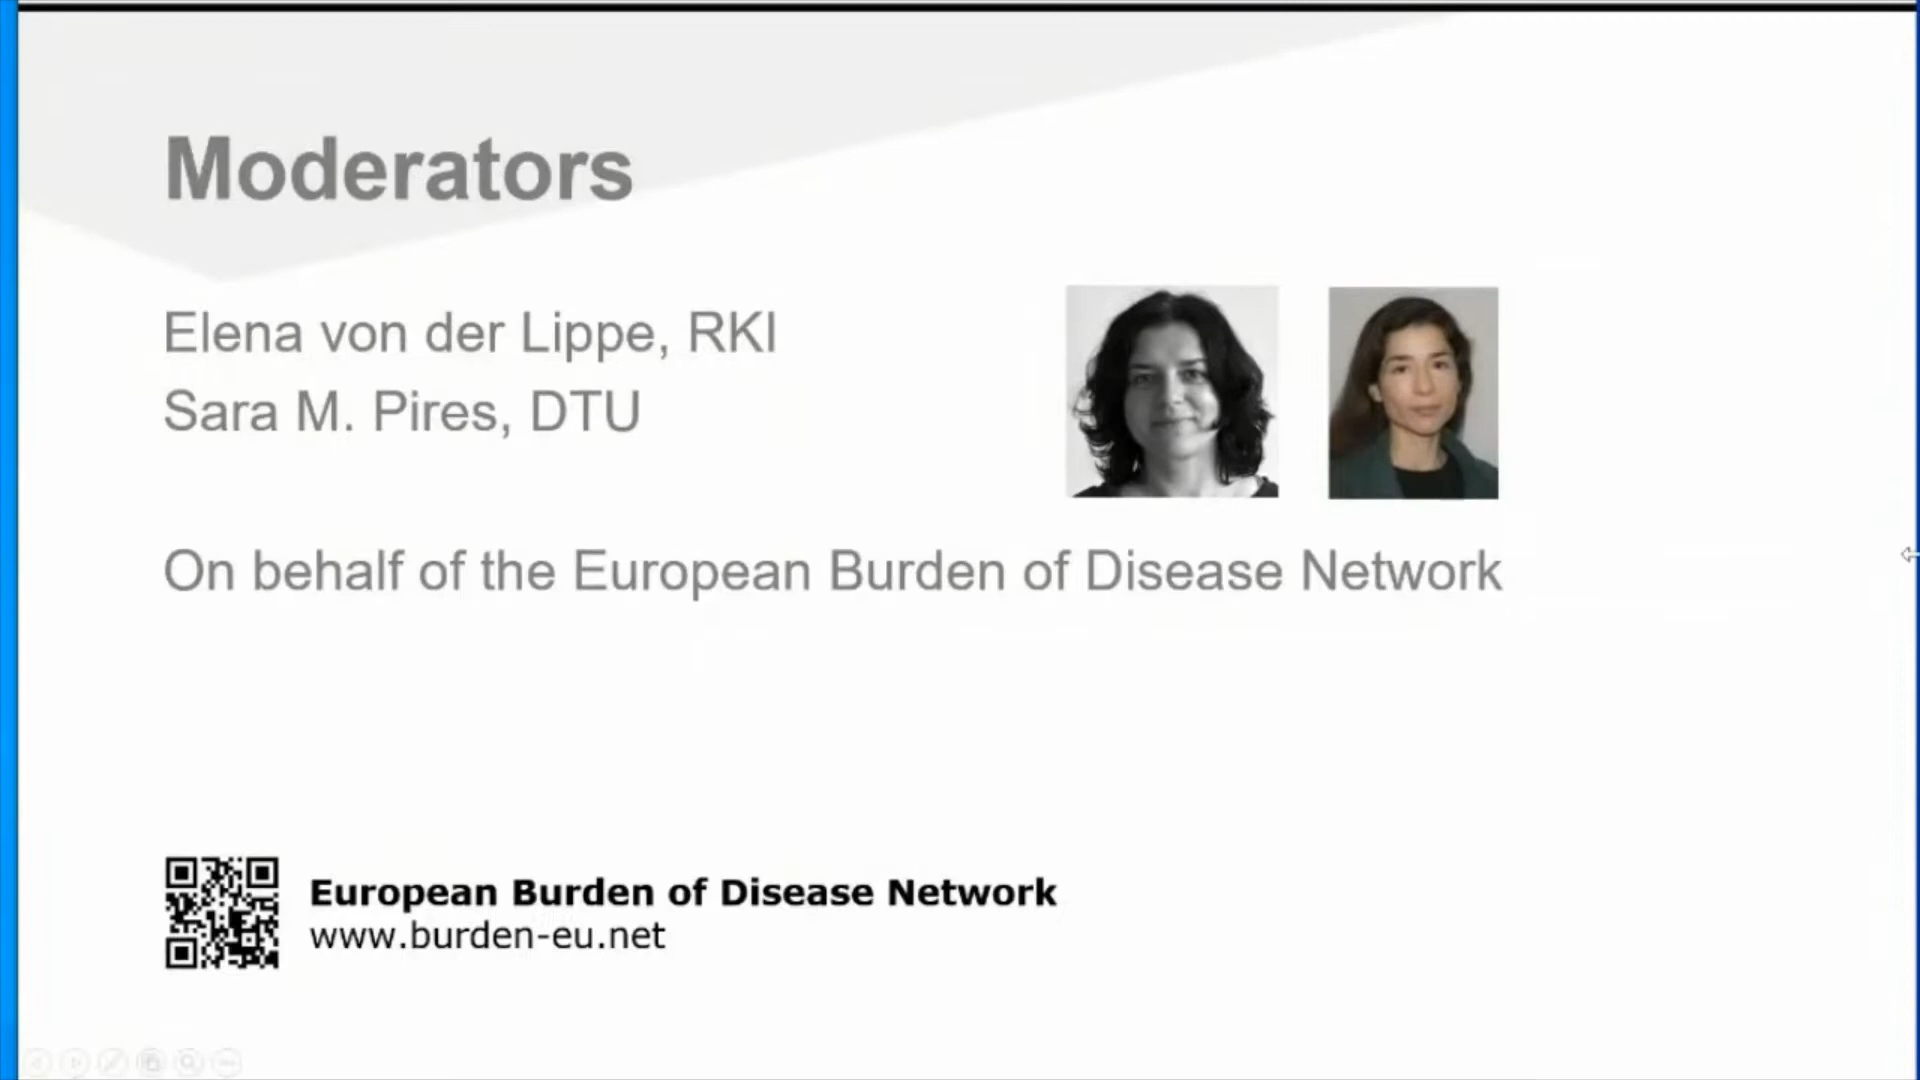 Moderators
Elena von der Lippe, RKI
Sara M. Pires, DTU
On behalf of the European Burden of Disease Network
European Burden of Disease Network
www.burden-eu.net